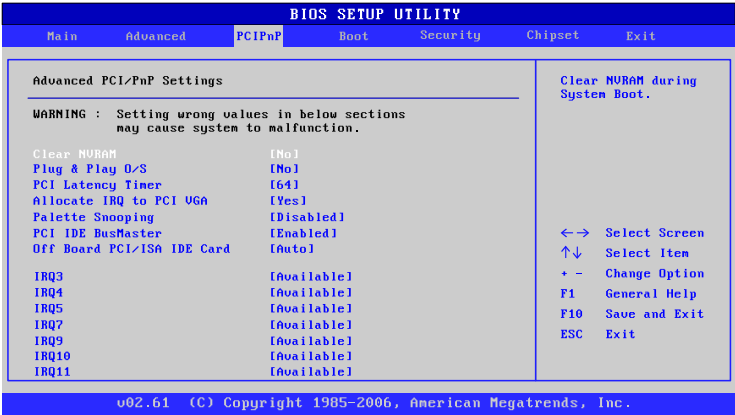 BIOS SETUP UTILITY
Main Advanced PCIPnP Boot Security Chipset Exit
Advanced PCI/PnP Settings
WARNING : Setting wrong values in below sections
may cause system to malfunction.
Clear NVRAM [No]
Plug & Play O/S [No]
PCI Latency Timer [64]
Allocate IRQ to PCI VGA [Yes]
Palette Snooping [Disabled]
PCI IDE BusMaster [Enabled]
Off Board PCI/ISA IDE Card [Auto]
IRQ3 [Available]
IRQ4 [Available]
IRQ5 [Available]
IRQ7 [Available]
IRQ9 [Available]
IRQ10 [Available]
IRQ11 [Available]
Clear NVRAM during
System Boot.
←→ Select Screen
↑↓ Select Item
+ - Change Option
F1 General Help
F10 Save and Exit
ESC Exit
v02.61 (C) Copyright 1985-2006, American Megatrends, Inc.